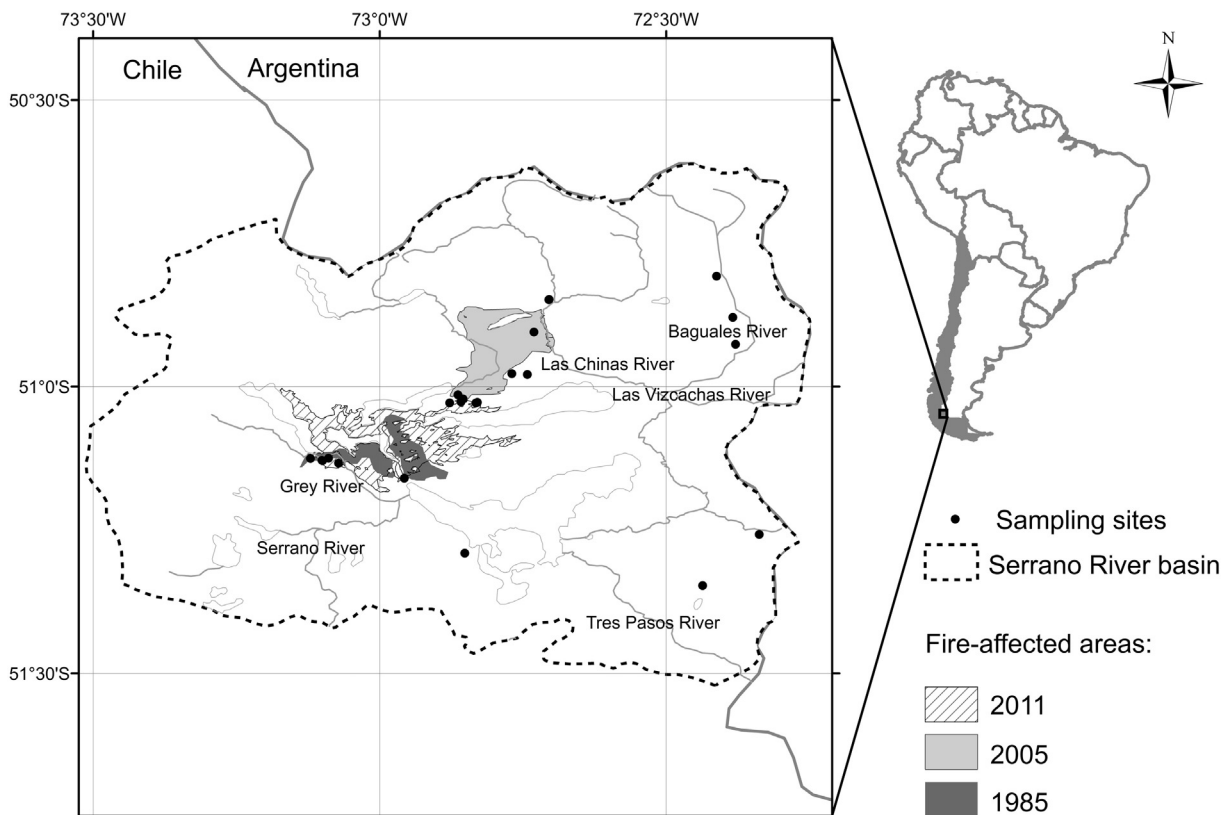 73°30'W 73°0'W 72°30'W
N
Chile Argentina
50°30'S
Baguales River
Las Chinas River
51°0'S
Las Vizcachas River
Grey River
Sampling sites
Serrano River
Serrano River basin
Tres Pasos River
Fire-affected areas:
51°30'S
2011
2005
1985